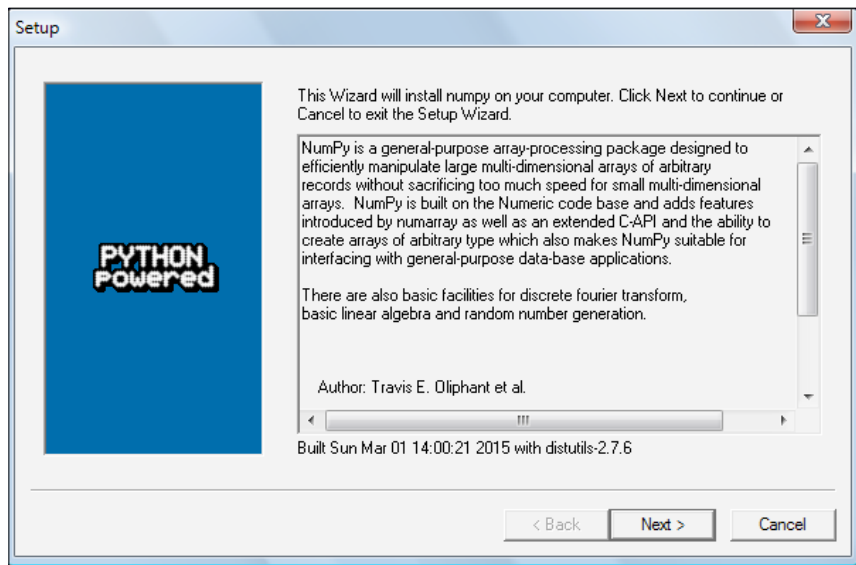 Setup
This Wizard will install numpy on your computer. Click Next to continue or
Cancel to exit the Setup Wizard.
NumPy is a general-purpose array-processing package designed to
efficiently manipulate large multi-dimensional arrays of arbitrary
records without sacrificing too much speed for small multi-dimensional
arrays.  NumPy is built on the Numeric code base and adds features
introduced by numarray as well as an extended C-API and the ability to
create arrays of arbitrary type which also makes NumPy suitable for
interfacing with general-purpose data-base applications.
There are also basic facilities for discrete fourier transform,
basic linear algebra and random number generation.
Author: Travis E. Oliphant et al.
PYTHON
Powered
Built Sun Mar 01 14:00:21 2015 with distutils-2.7.6
< Back Next > Cancel